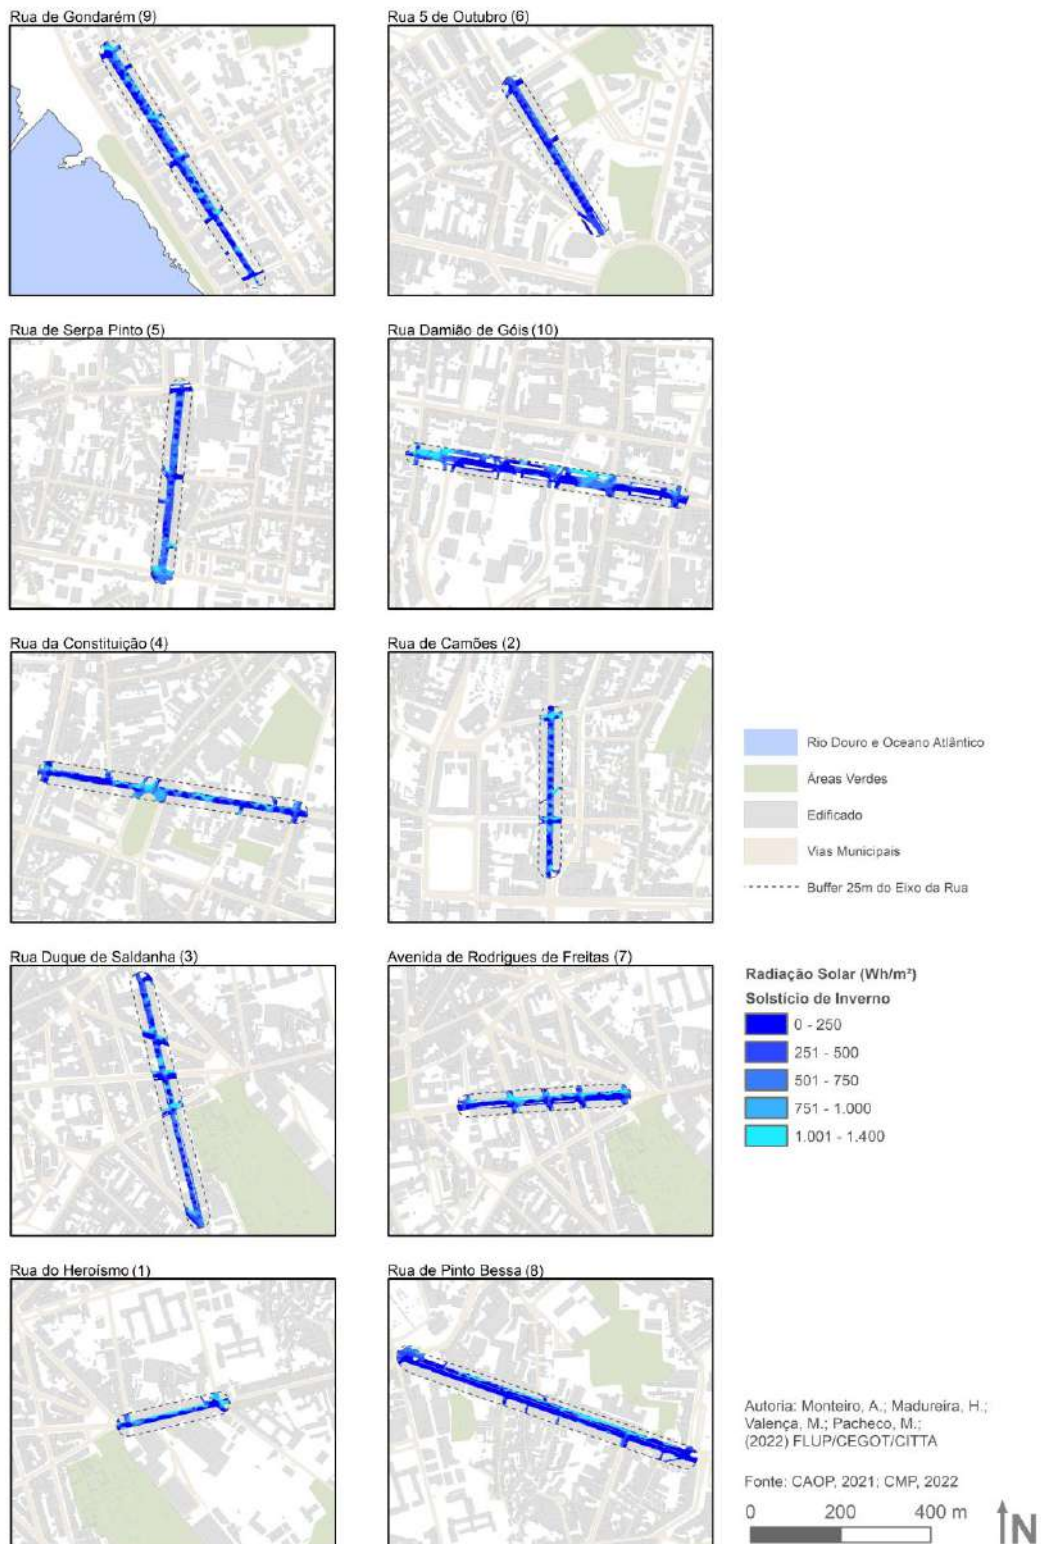 Rua de Gondarém (9)
Rua 5 de Outubro (6)
Rua de Serpa Pinto (5)
Rua Damião de Góis (10)
Rua da Constituição (4)
Rua de Camões (2)
Rio Douro e Oceano Atlântico
Áreas Verdes
Edificado
Vias Municipais
Buffer 25m do Eixo da Rua
Rua Duque de Saldanha (3)
Avenida de Rodrigues de Freitas (7)
Radiação Solar (Wh/m²)
Solstício de Inverno
0 - 250
251 - 500
501 - 750
751 - 1.000
1.001 - 1.400
Rua do Heroísmo (1)
Rua de Pinto Bessa (8)
Autoria: Monteiro, A.; Madureira, H.;
Valença, M.; Pacheco, M.;
(2022) FLUP/CEGOT/CITTA
Fonte: CAOP, 2021; CMP, 2022
0 200 400 m
N